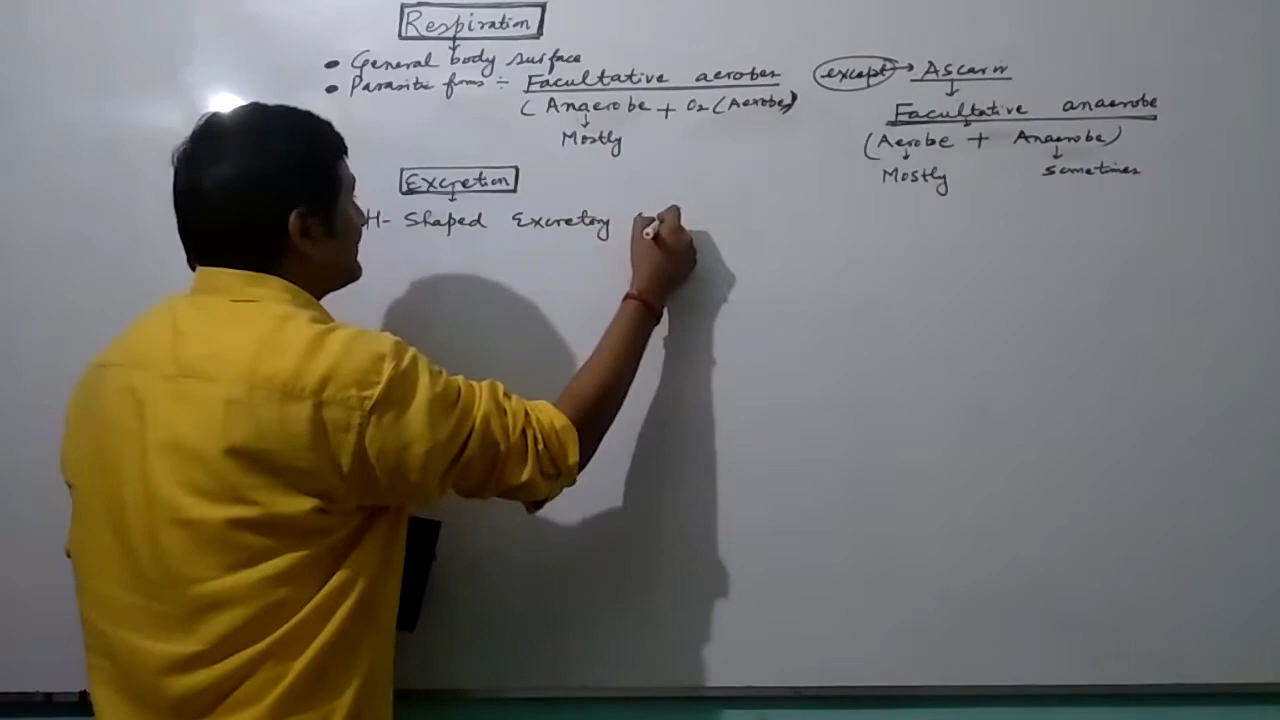 Respiration
• General body surface
• Parasitic forms ÷ Facultative aerobes
(Anaerobe + O2 (Aerobe)
Mostly
except → Ascaris
Facultative anaerobe
(Aerobe + Anaerobe)
Mostly sometimes
Excretion
H- Shaped Excretory